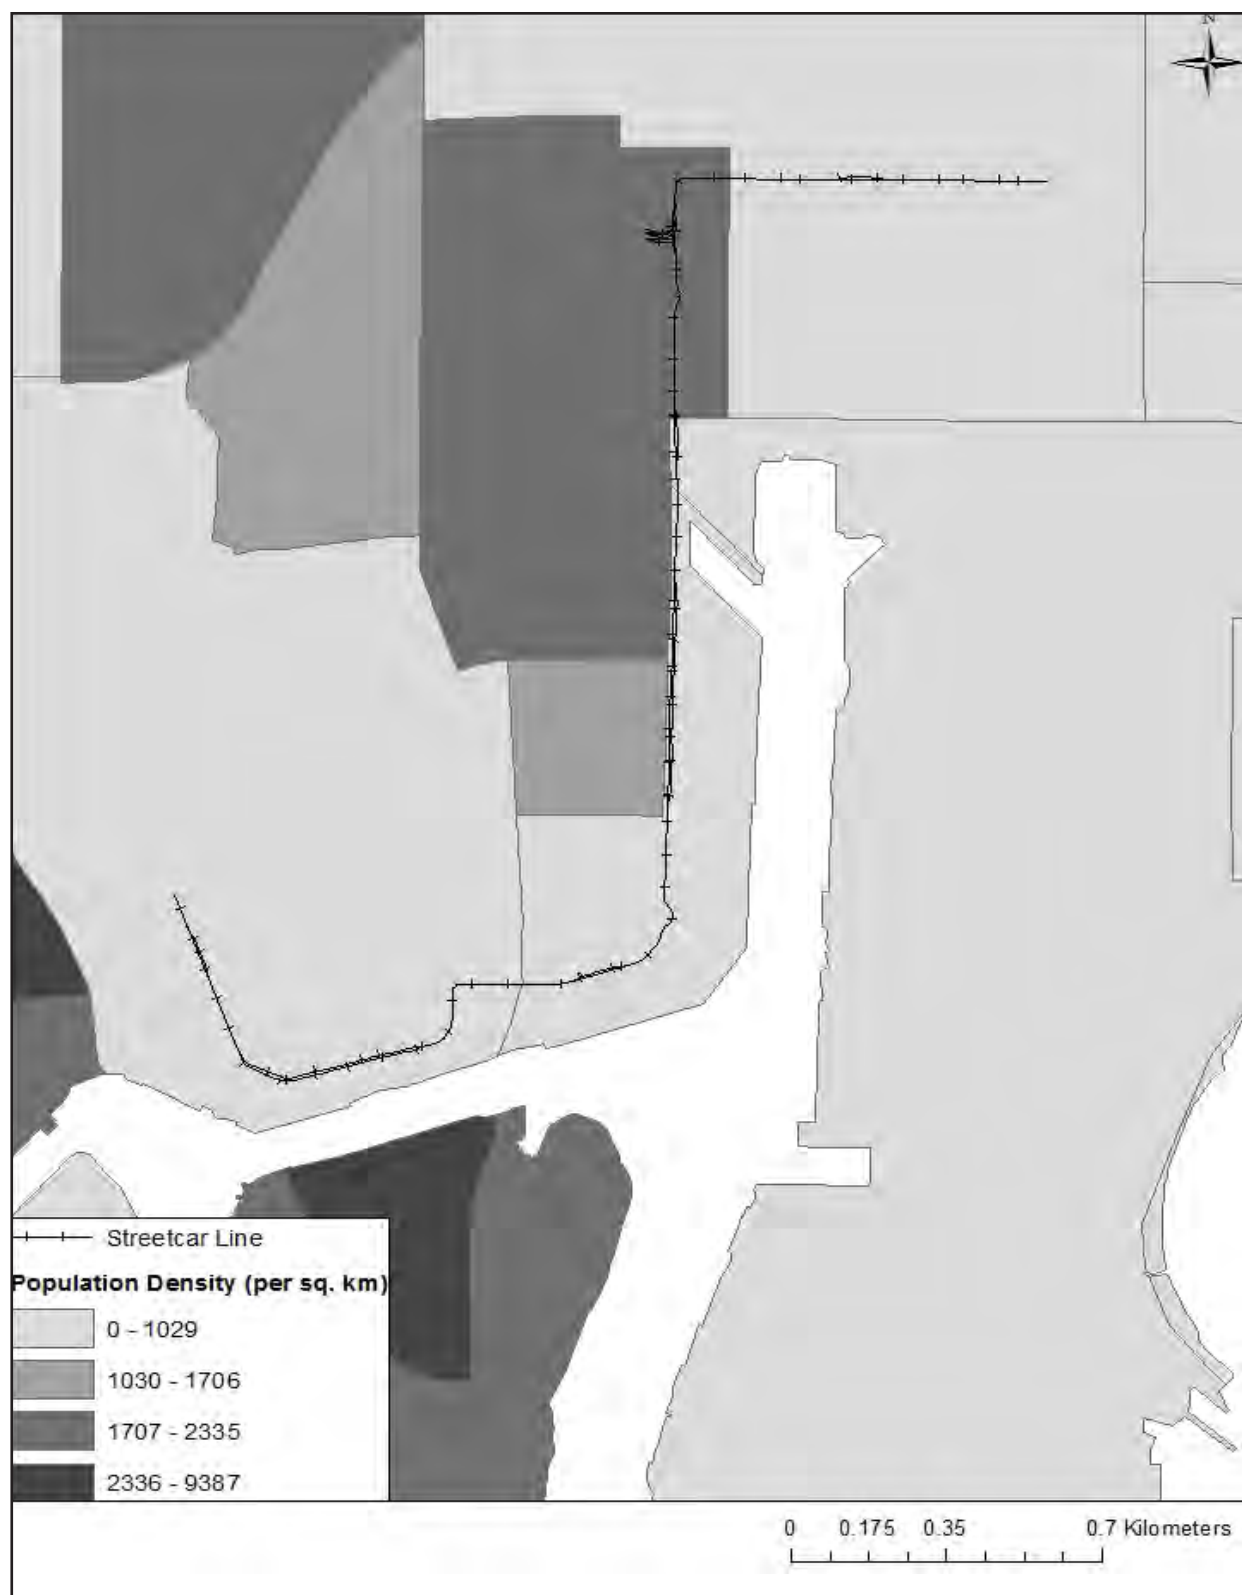 N
Streetcar Line
Population Density (per sq. km)
0 - 1029
1030 - 1706
1707 - 2335
2336 - 9387
0 0.175 0.35 0.7 Kilometers